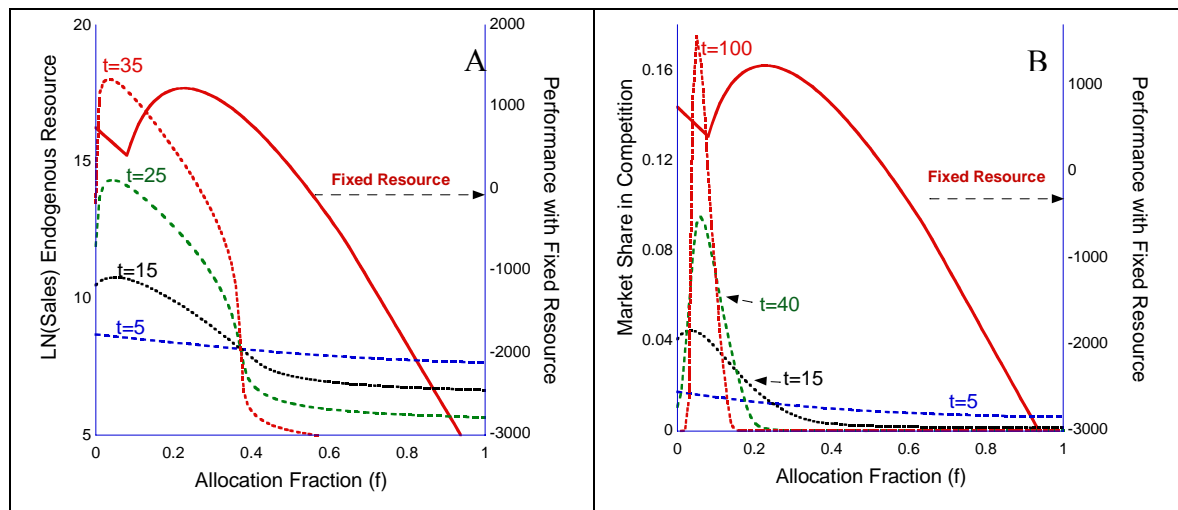 A
LN(Sales) Endogenous Resource
20
15
10
5
t=35
t=25
t=15
t=5
Fixed Resource
2000
1000
0
-1000
-2000
-3000
Performance with Fixed Resource
0 0.2 0.4 0.6 0.8 1
Allocation Fraction (f)
B
Market Share in Competition
0.16
0.12
0.08
0.04
0
t=100
t=40
t=15
t=5
Fixed Resource
1000
0
-1000
-2000
-3000
Performance with Fixed Resource
0 0.2 0.4 0.6 0.8 1
Allocation Fraction (f)